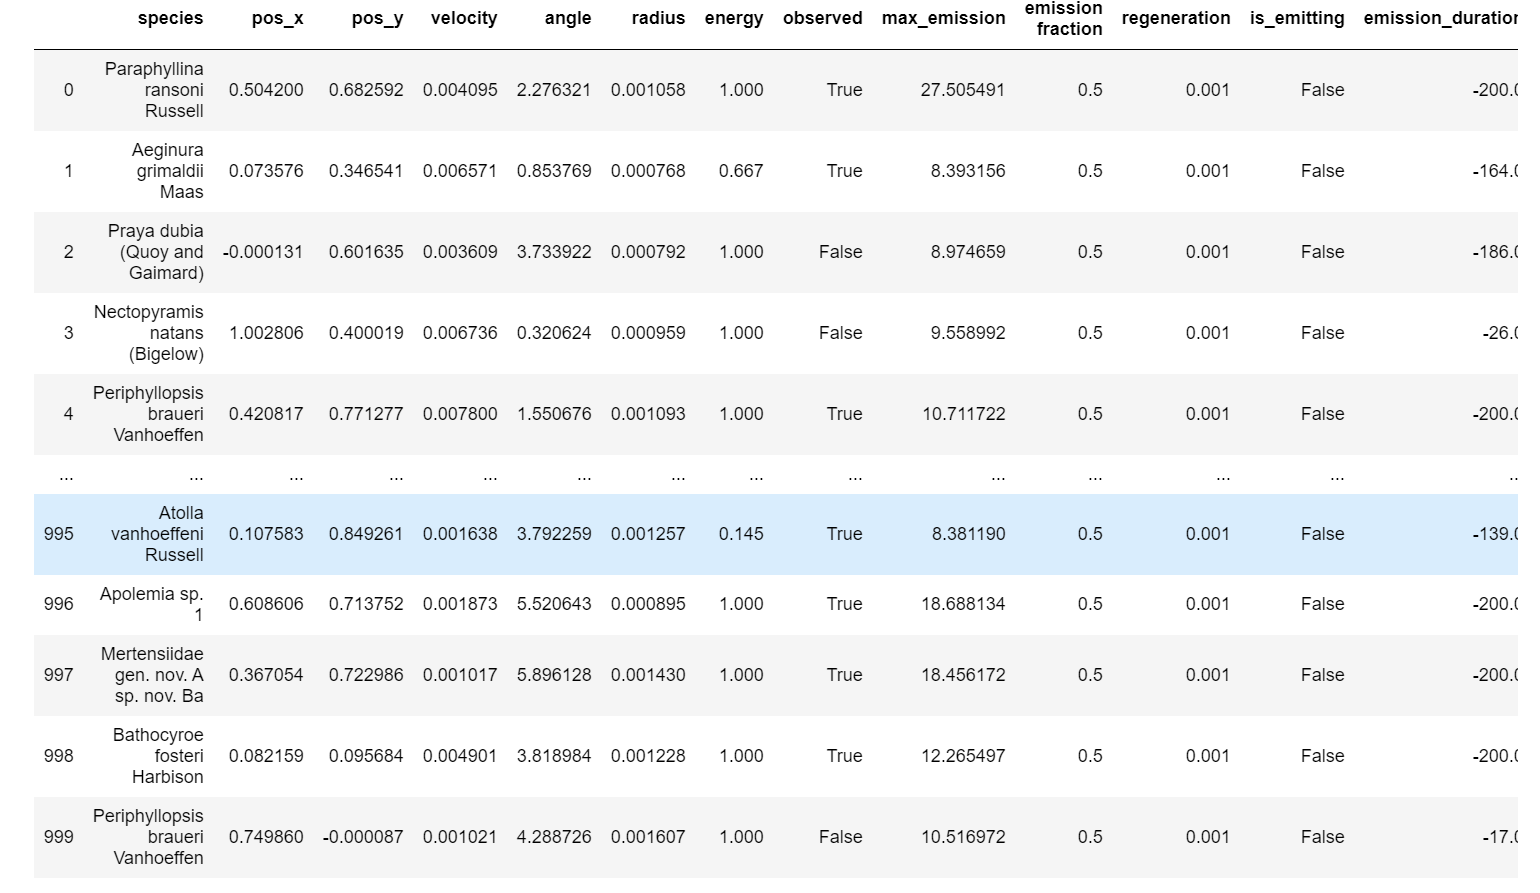 species pos_x pos_y velocity angle radius energy observed max_emission emission fraction regeneration is_emitting emission_duration
0 Paraphyllina ransoni Russell 0.504200 0.682592 0.004095 2.276321 0.001058 1.000 True 27.505491 0.5 0.001 False -200.0
1 Aeginura grimaldii Maas 0.073576 0.346541 0.006571 0.853769 0.000768 0.667 True 8.393156 0.5 0.001 False -164.0
2 Praya dubia (Quoy and Gaimard) -0.000131 0.601635 0.003609 3.733922 0.000792 1.000 False 8.974659 0.5 0.001 False -186.0
3 Nectopyramis natans (Bigelow) 1.002806 0.400019 0.006736 0.320624 0.000959 1.000 False 9.558992 0.5 0.001 False -26.0
4 Periphyllopsis braueri Vanhoeffen 0.420817 0.771277 0.007800 1.550676 0.001093 1.000 True 10.711722 0.5 0.001 False -200.0
... ... ... ... ... ... ... ... ... ... ... ... ... ..
995 Atolla vanhoeffeni Russell 0.107583 0.849261 0.001638 3.792259 0.001257 0.145 True 8.381190 0.5 0.001 False -139.0
996 Apolemia sp. 1 0.608606 0.713752 0.001873 5.520643 0.000895 1.000 True 18.688134 0.5 0.001 False -200.0
997 Mertensiidae gen. nov. A sp. nov. Ba 0.367054 0.722986 0.001017 5.896128 0.001430 1.000 True 18.456172 0.5 0.001 False -200.0
998 Bathocyroe fosteri Harbison 0.082159 0.095684 0.004901 3.818984 0.001228 1.000 True 12.265497 0.5 0.001 False -200.0
999 Periphyllopsis braueri Vanhoeffen 0.749860 -0.000087 0.001021 4.288726 0.001607 1.000 False 10.516972 0.5 0.001 False -17.0